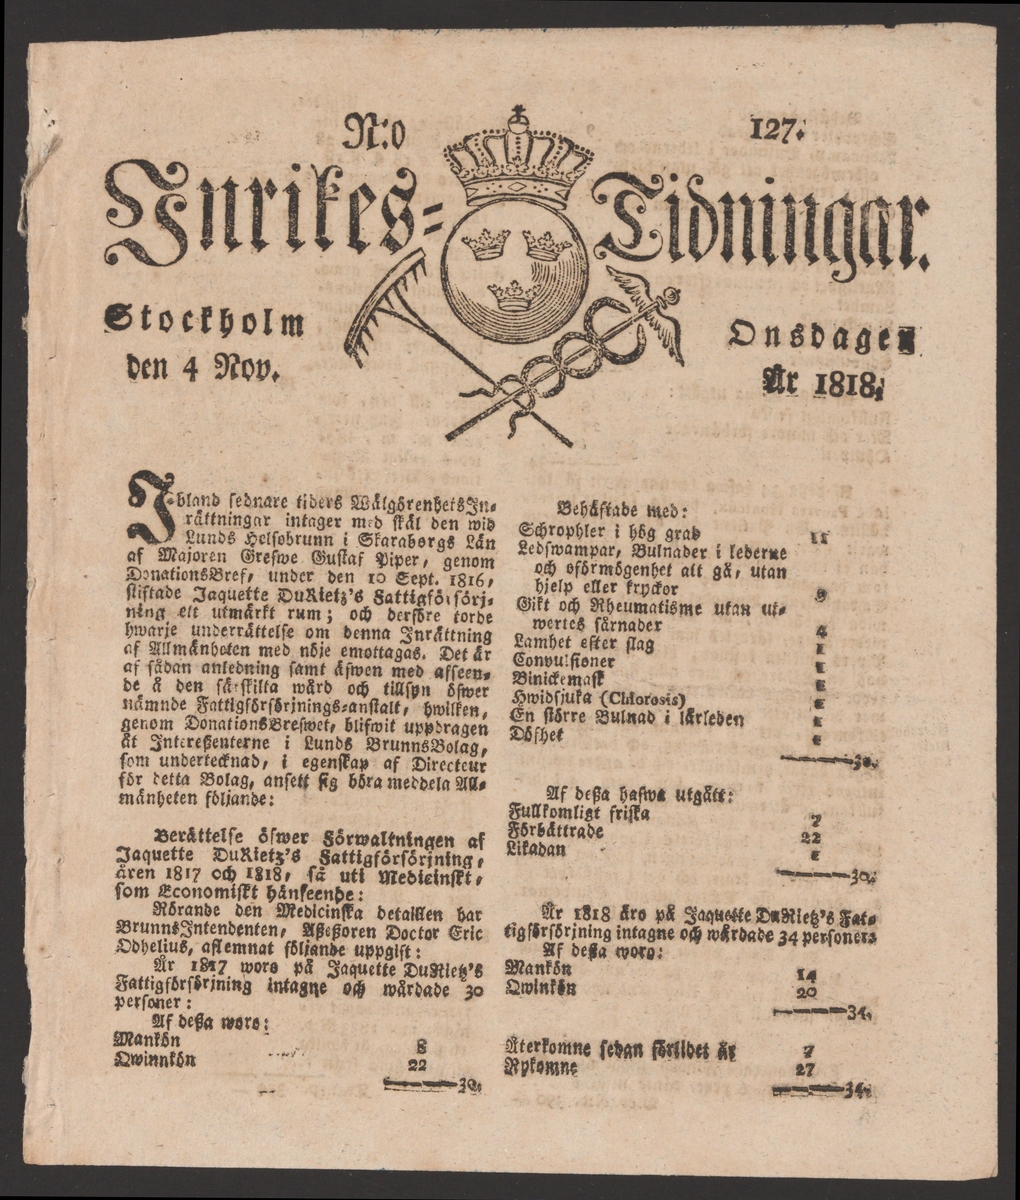 N:o 127.
Inrikes-Tidningar.
Stockholm
den 4 Nov.
Onsdagen
År 1818.
Ibland sednare tiders WälgörenhetsIn-
rättningar intager med skäl den wid
Lunds Helsobrunn i Skaraborgs Län
af Majoren Grefwe Gustaf Piper, genom
DonationsBref, under den 10 Sept. 1816,
stiftade Jaquette DuRietz's Fattigförsörj-
ning ett utmärkt rum; och derföre torde
hwarje underrättelse om denna Inrättning
af Allmänheten med nöje emottagas. Det är
af sådan anledning samt äfwen med afseen-
de å den särskilta wård och tillsyn öfwer
nämnde Fattigförsörjnings-anstalt, hwilken,
genom DonationsBrefwet, blifwit uppdragen
åt Intereßenterne i Lunds BrunnsBolag,
som undertecknad, i egenskap af Directeur
för detta Bolag, ansett sig böra meddela All-
mänheten följande:
Berättelse öfwer Förwaltningen af
Jaquette DuRietz's Fattigförsörjning,
åren 1817 och 1818, så uti Medicinskt,
som Economiskt hänseende:
Rörande den Medicinska detaillen har
BrunnsIntendenten, Aßeßoren Doctor Eric
Odhelius, aflemnat följande uppgift:
År 1817 woro på Jaquette DuRietz's
Fattigförsörjning intagne och wårdade 30
personer:
Af deßa woro:
Mankön 8
Qwinnkön 22
30.
Behäftade med:
Schrophler i hög grad 11
Ledswampar, Bulnader i lederne
och oförmögenhet att gå, utan
hjelp eller kryckor 9
Gikt och Rheumatisme utan ut-
wertes särnader 4
Lamhet efter slag 1
Convulsioner 1
Binickemask 1
Hwidsjuka (Chlorosis) 1
En större Bulnad i lårleden 1
Döfhet 1
30.
Af deßa hafwa utgått:
Fullkomligt friska 7
Förbättrade 22
Likadan 1
30.
År 1818 äro på Jaquette DuRietz's Fat-
tigförsörjning intagne och wårdade 34 personer.
Af deßa woro:
Mankön 14
Qwinkön 20
34.
Återkomne sedan förslidet år 7
Nykomne 27
34.